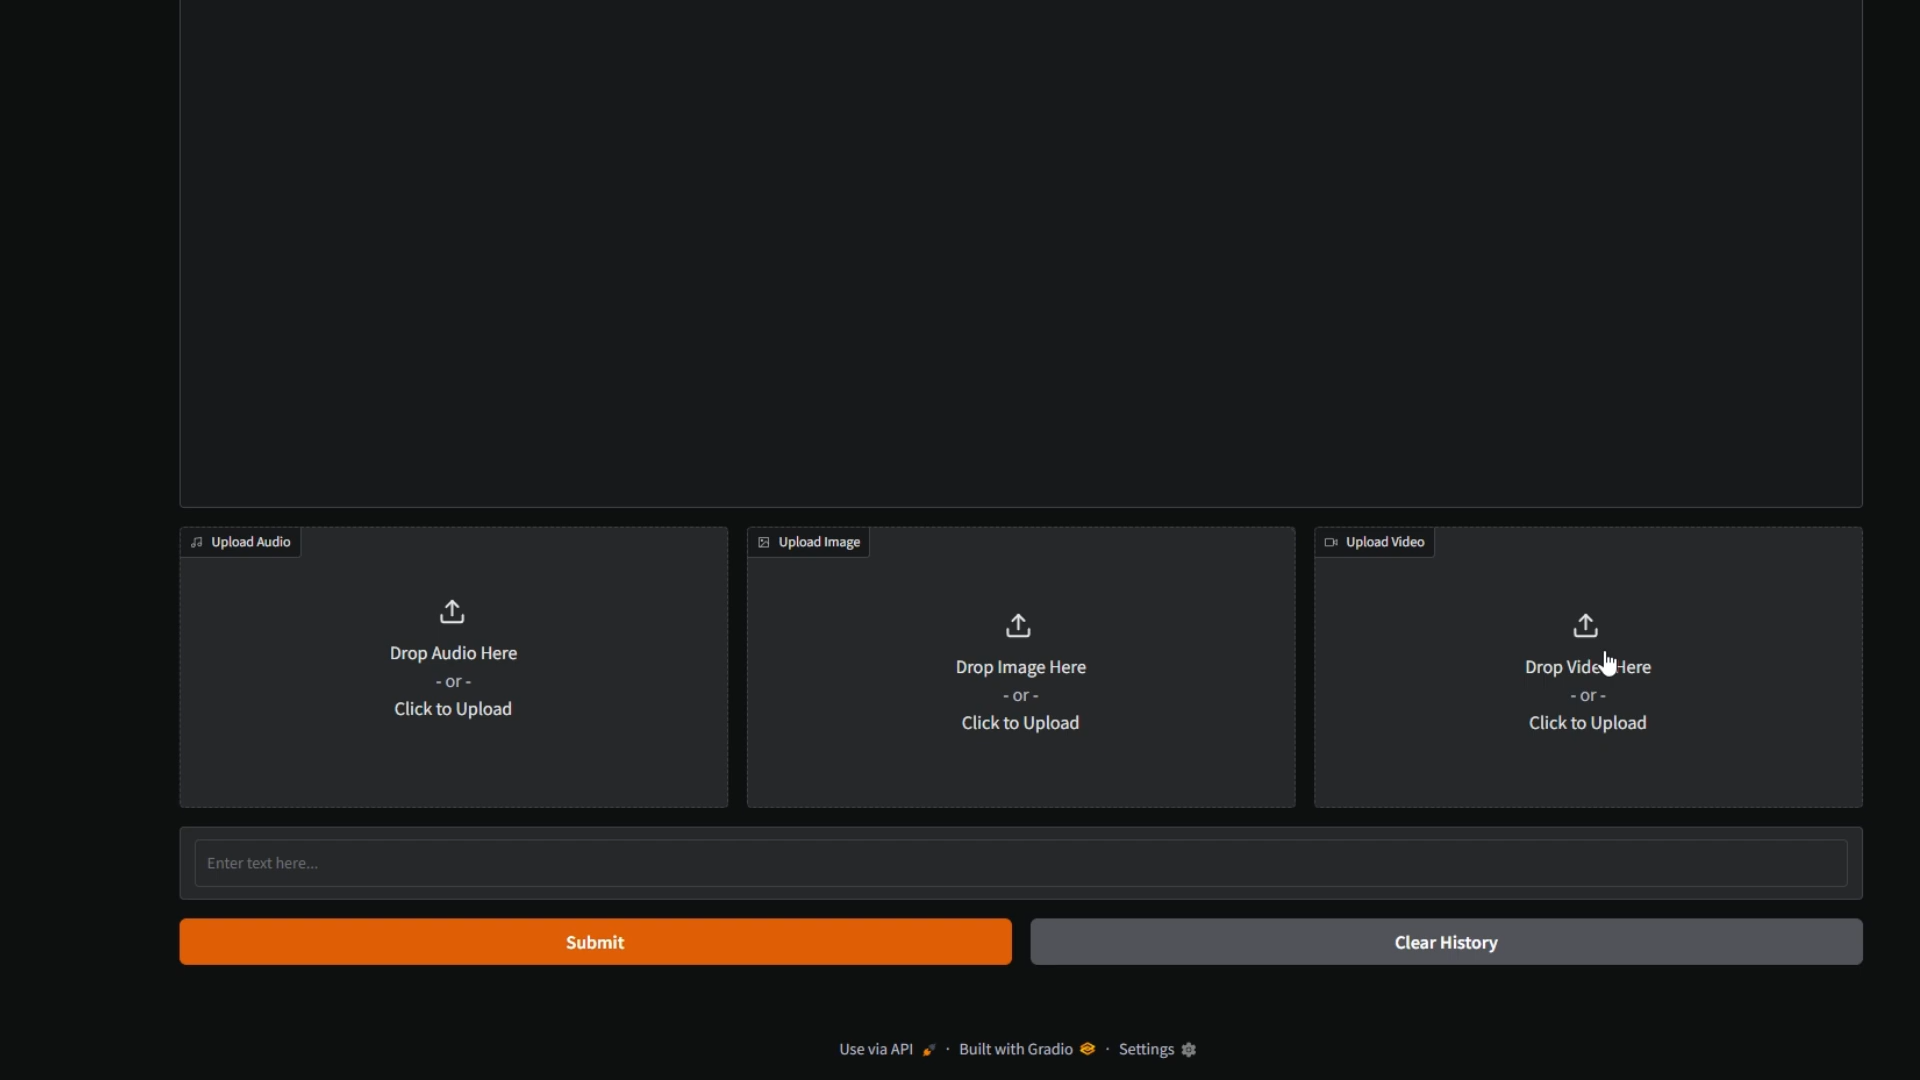 Upload Audio
Upload Image
Upload Video
Drop Audio Here
- or -
Click to Upload
Drop Image Here
- or -
Click to Upload
Drop Video Here
- or -
Click to Upload
Enter text here...
Submit
Clear History
Use via API · Built with Gradio · Settings